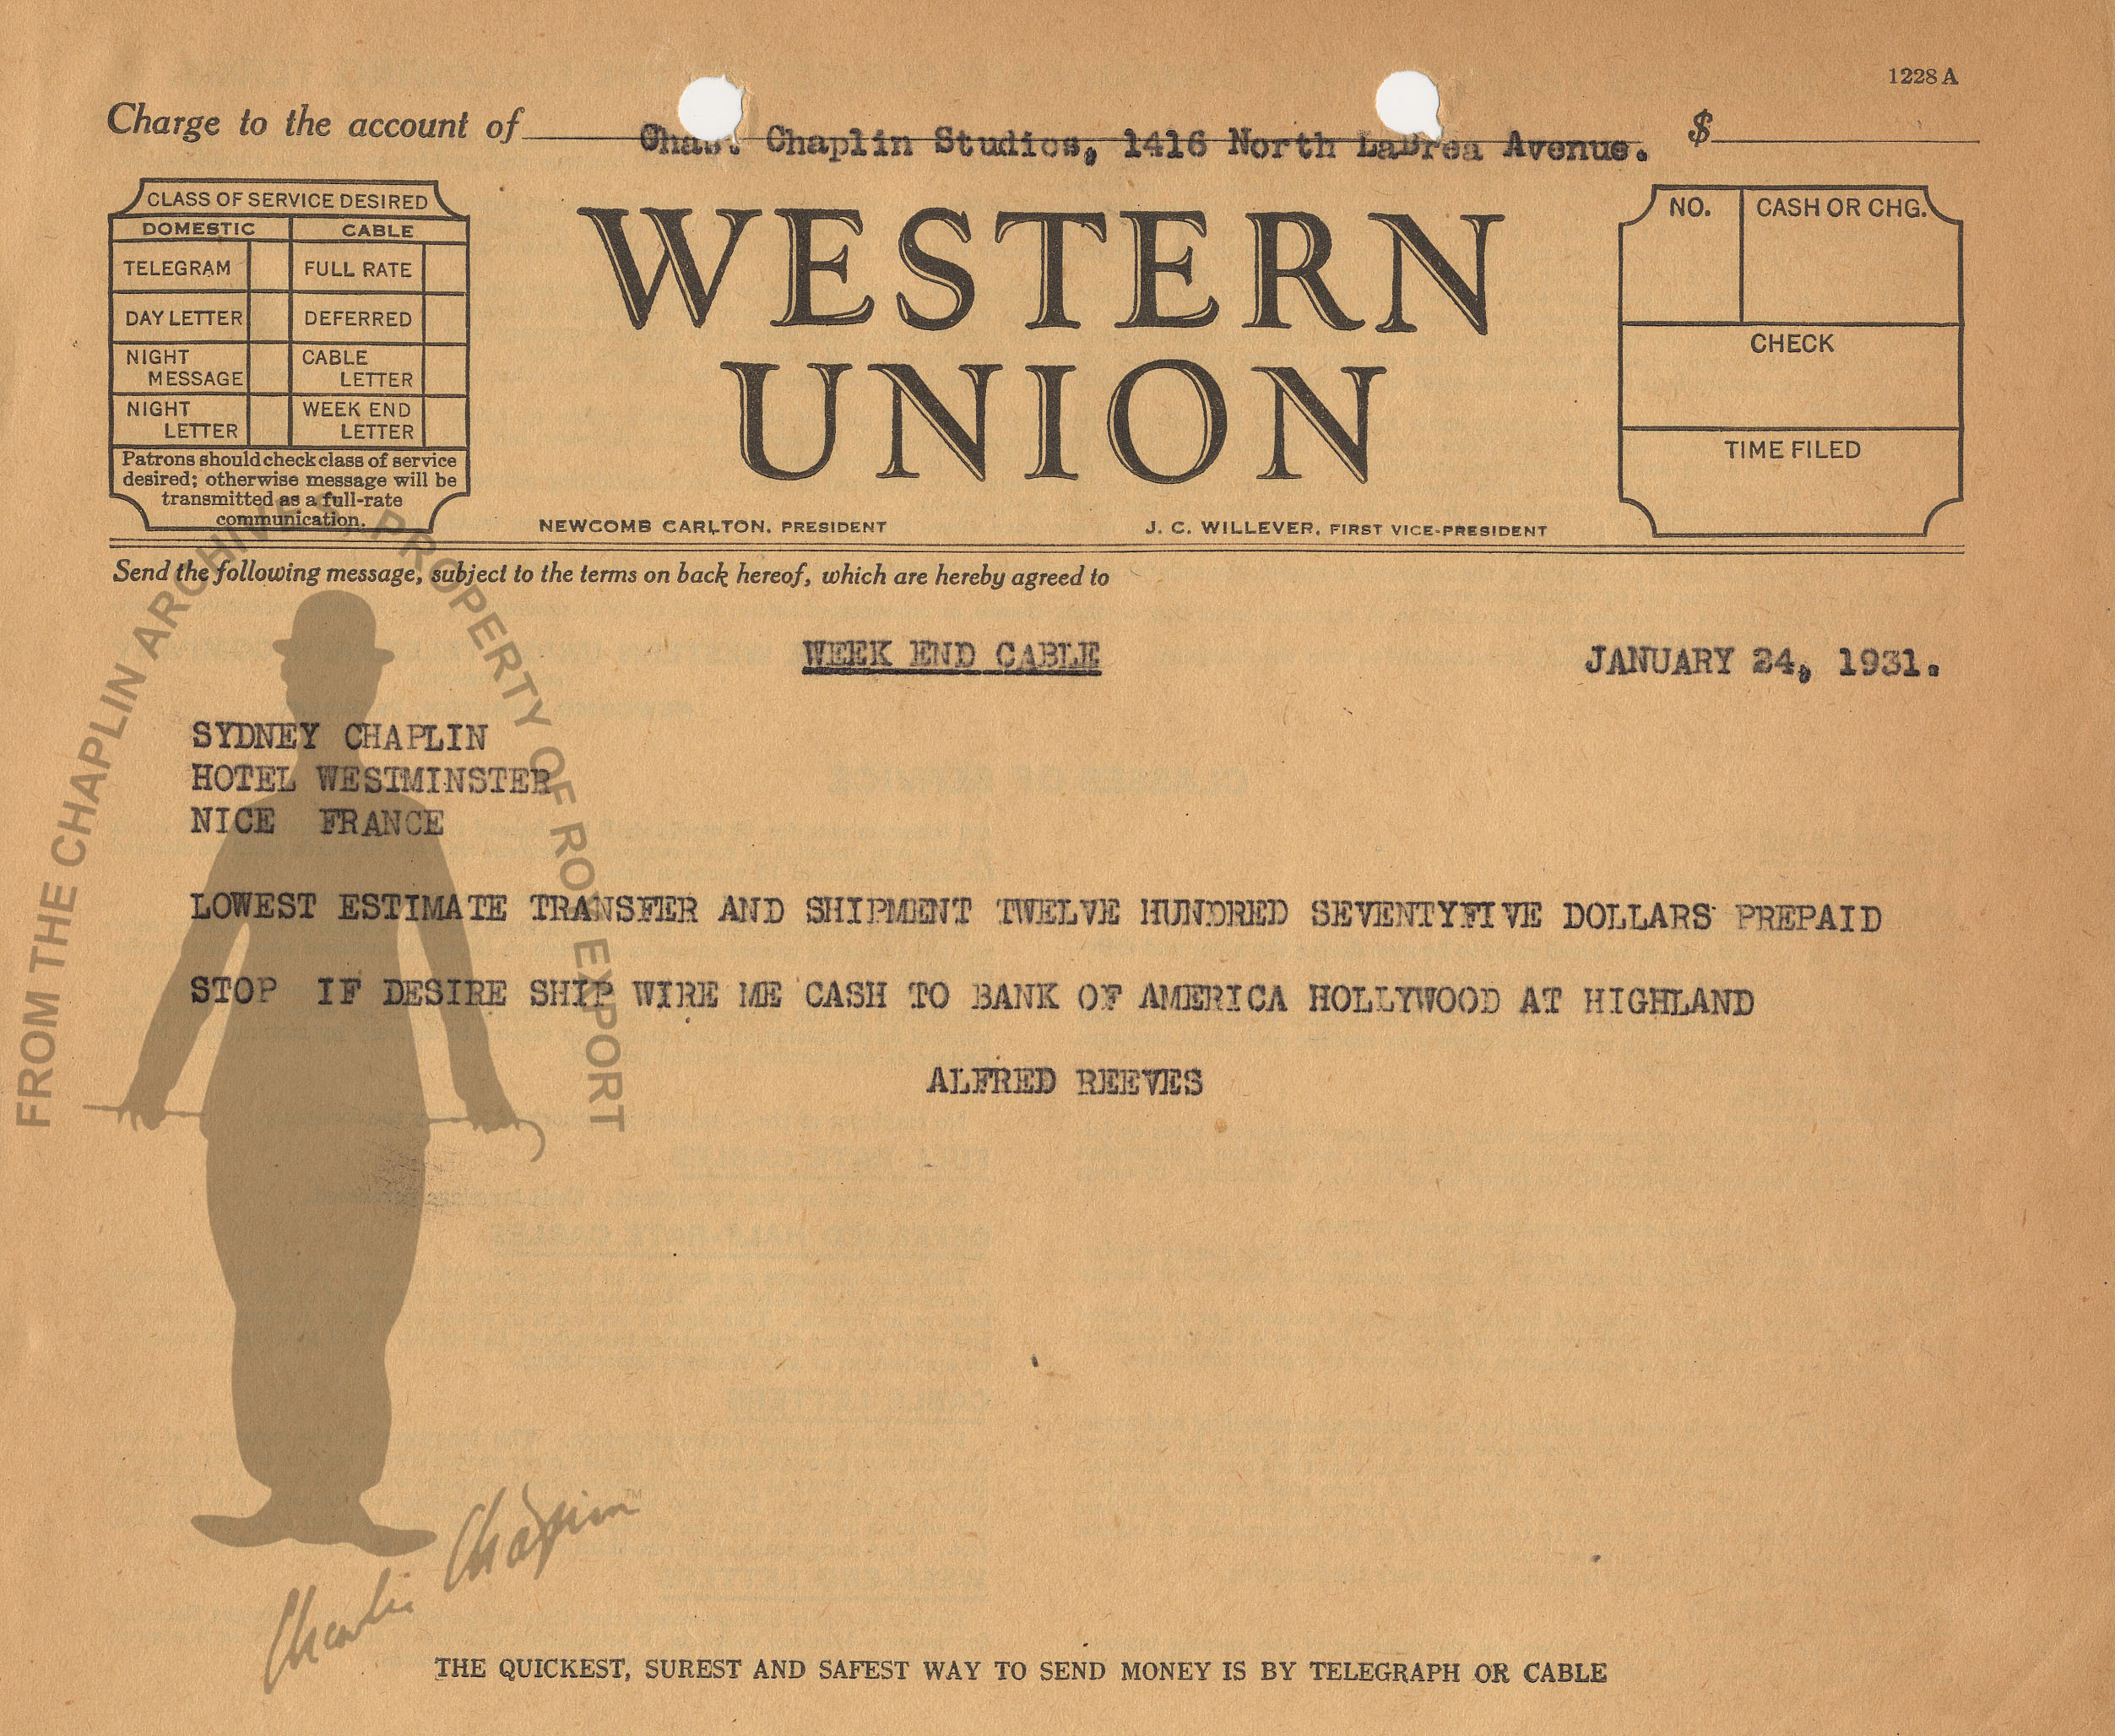 1228 A
Charge to the account of Chas. Chaplin Studios, 1416 North LaBrea Avenue. $
CLASS OF SERVICE DESIRED
DOMESTIC CABLE
TELEGRAM FULL RATE
DAY LETTER DEFERRED
NIGHT MESSAGE CABLE LETTER
NIGHT LETTER WEEK END LETTER
Patrons should check class of service
desired; otherwise message will be
transmitted as a full-rate
communication.
WESTERN
UNION
NEWCOMB CARLTON, PRESIDENT J. C. WILLEVER, FIRST VICE-PRESIDENT
NO. CASH OR CHG.
CHECK
TIME FILED
Send the following message, subject to the terms on back hereof, which are hereby agreed to
WEEK END CABLE JANUARY 24, 1931.
SYDNEY CHAPLIN
HOTEL WESTMINSTER
NICE FRANCE
LOWEST ESTIMATE TRANSFER AND SHIPMENT TWELVE HUNDRED SEVENTYFIVE DOLLARS PREPAID
STOP IF DESIRE SHIP WIRE ME CASH TO BANK OF AMERICA HOLLYWOOD AT HIGHLAND
ALFRED REEVES
FROM THE CHAPLIN ARCHIVES, PROPERTY OF ROY EXPORT
Charlie Chaplin TM
THE QUICKEST, SUREST AND SAFEST WAY TO SEND MONEY IS BY TELEGRAPH OR CABLE